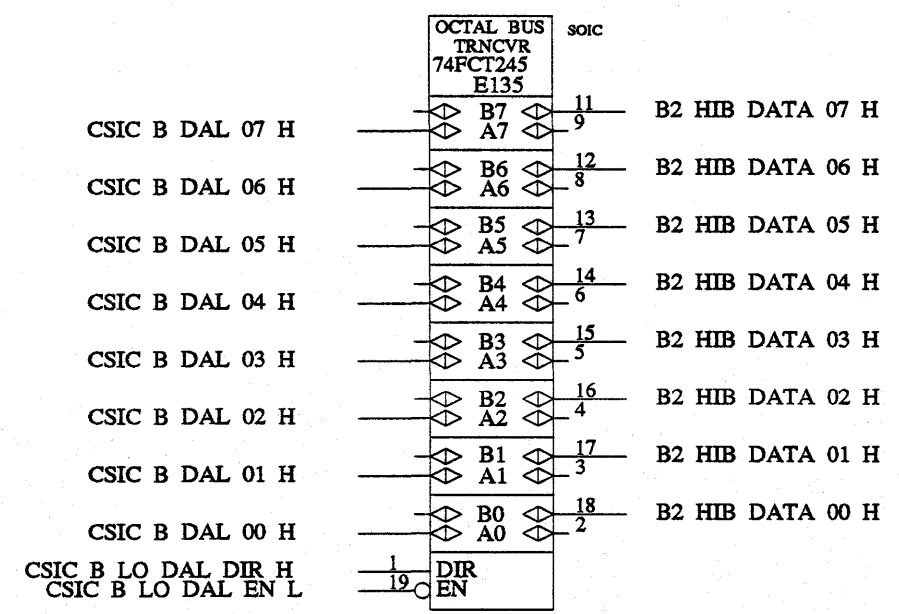 OCTAL BUS SOIC
TRNCVR
74FCT245
E135
B7 11 B2 HIB DATA 07 H
CSIC B DAL 07 H A7 9
B6 12 B2 HIB DATA 06 H
CSIC B DAL 06 H A6 8
B5 13 B2 HIB DATA 05 H
CSIC B DAL 05 H A5 7
B4 14 B2 HIB DATA 04 H
CSIC B DAL 04 H A4 6
B3 15 B2 HIB DATA 03 H
CSIC B DAL 03 H A3 5
B2 16 B2 HIB DATA 02 H
CSIC B DAL 02 H A2 4
B1 17 B2 HIB DATA 01 H
CSIC B DAL 01 H A1 3
B0 18 B2 HIB DATA 00 H
CSIC B DAL 00 H A0 2
CSIC B LO DAL DIR H 1 DIR
CSIC B LO DAL EN L 19 EN